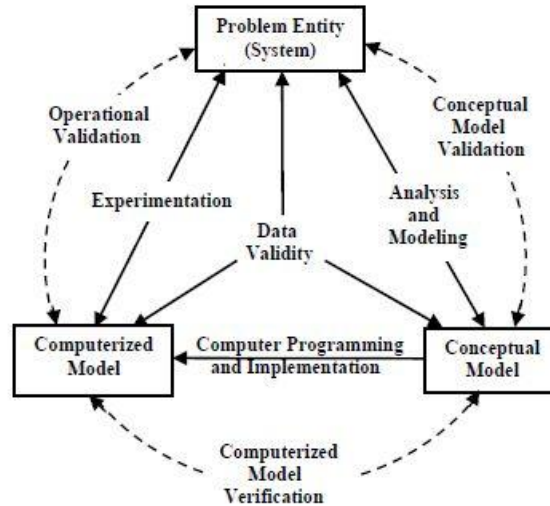 Problem Entity
(System)
Operational
Validation
Conceptual
Model
Validation
Experimentation
Analysis
and
Modeling
Data
Validity
Computerized
Model
Computer Programming
and Implementation
Conceptual
Model
Computerized
Model
Verification